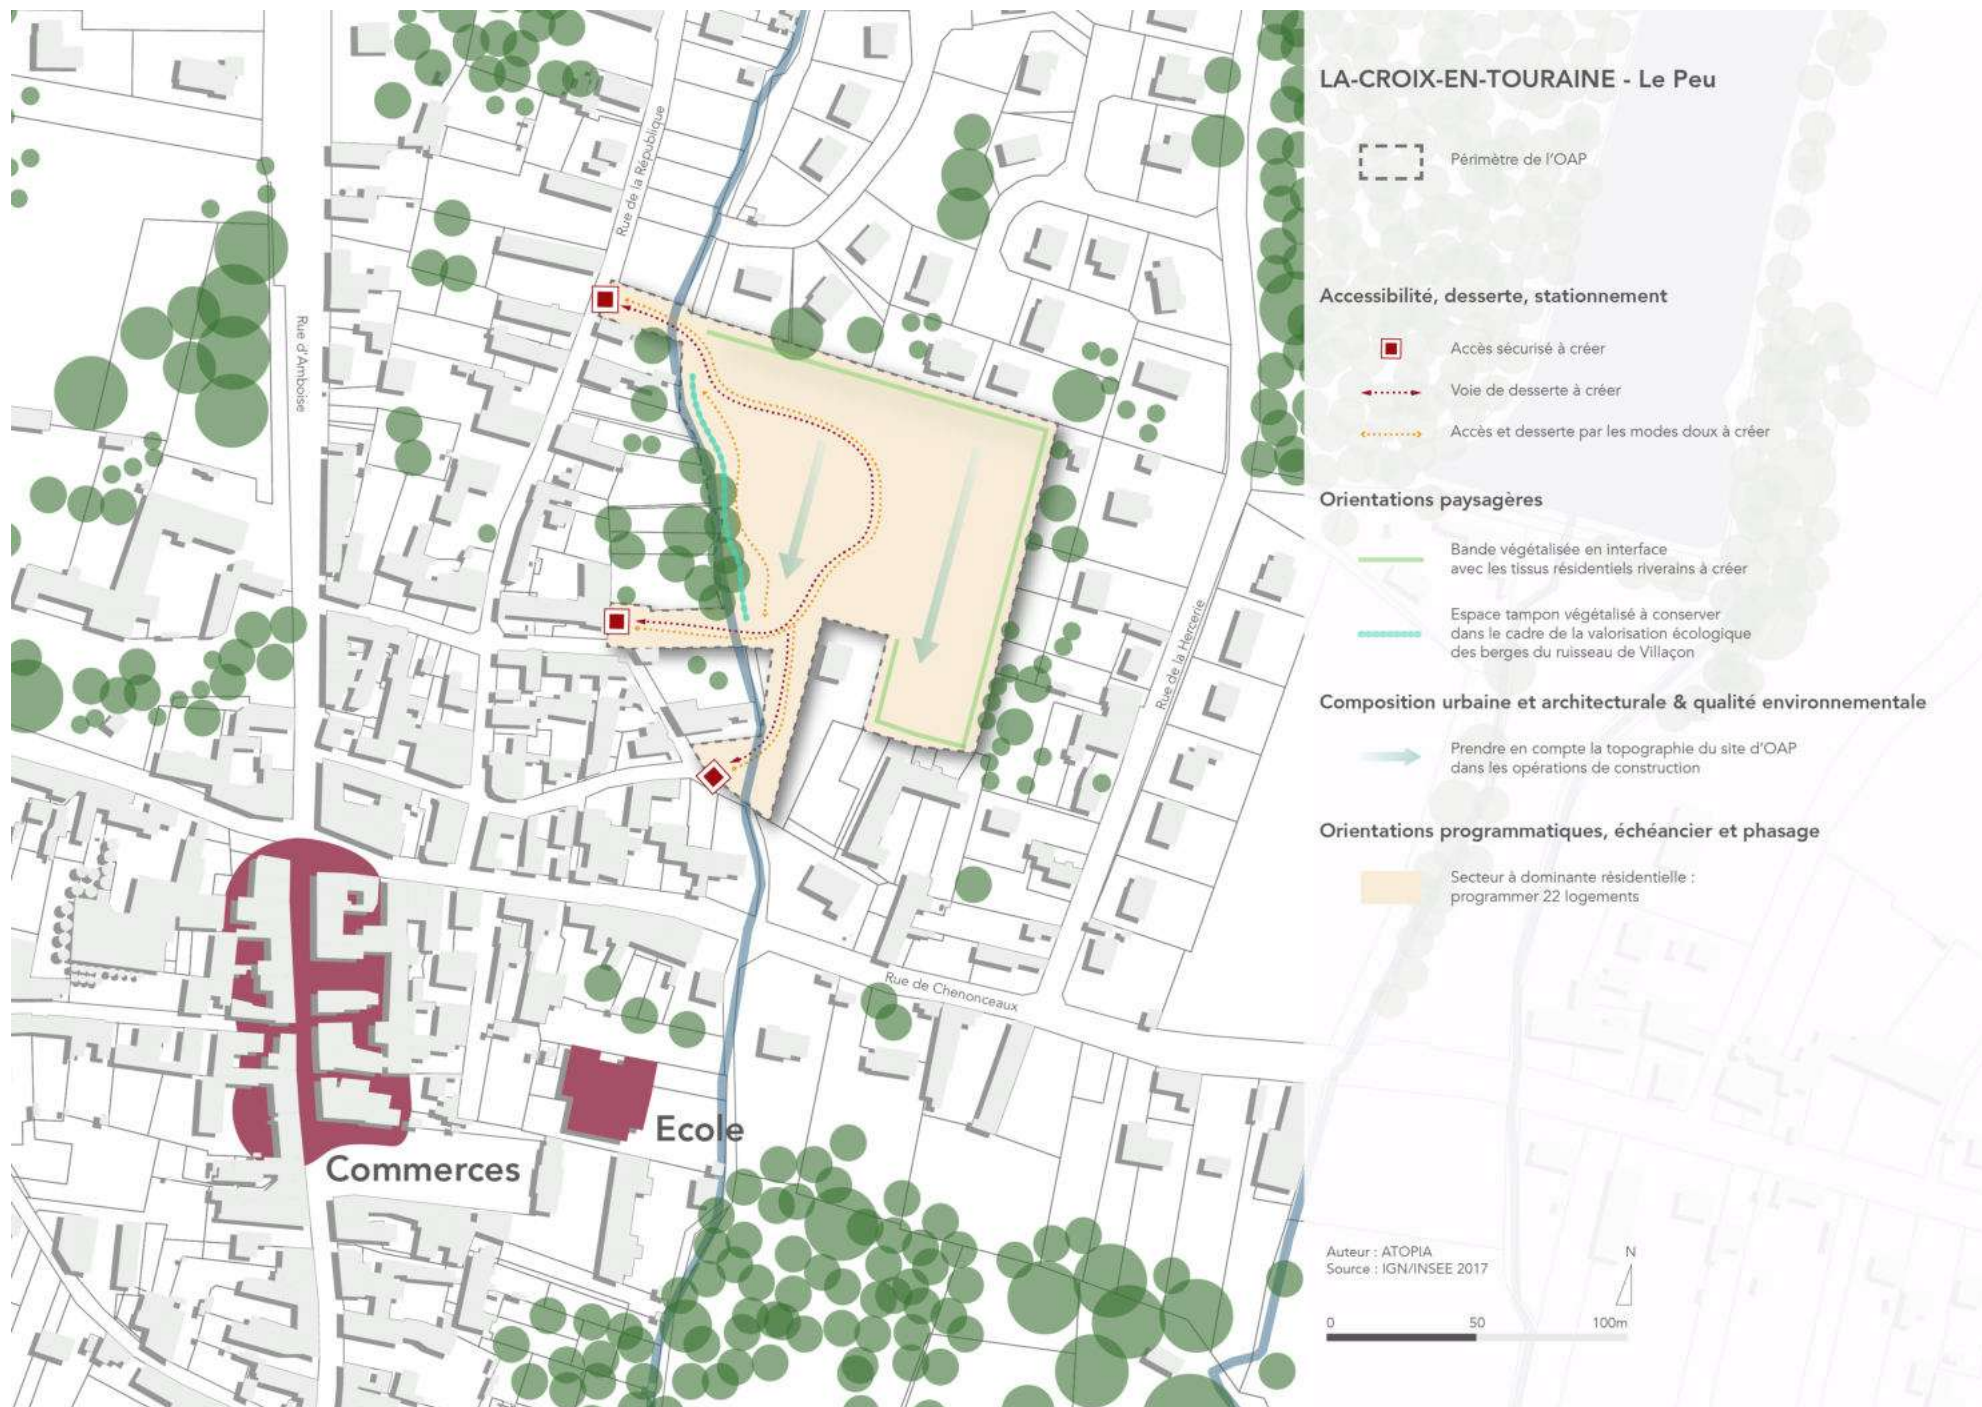 LA-CROIX-EN-TOURAINE - Le Peu
Périmètre de l'OAP
Accessibilité, desserte, stationnement
Accès sécurisé à créer
Voie de desserte à créer
Accès et desserte par les modes doux à créer
Orientations paysagères
Bande végétalisée en interface
avec les tissus résidentiels riverains à créer
Espace tampon végétalisé à conserver
dans le cadre de la valorisation écologique
des berges du ruisseau de Villaçon
Composition urbaine et architecturale & qualité environnementale
Prendre en compte la topographie du site d'OAP
dans les opérations de construction
Orientations programmatiques, échéancier et phasage
Secteur à dominante résidentielle :
programmer 22 logements
Auteur : ATOPIA
Source : IGN/INSEE 2017
N
0 50 100m
Rue de la République
Rue d'Amboise
Rue de la Hercerie
Rue de Chenonceaux
Ecole
Commerces